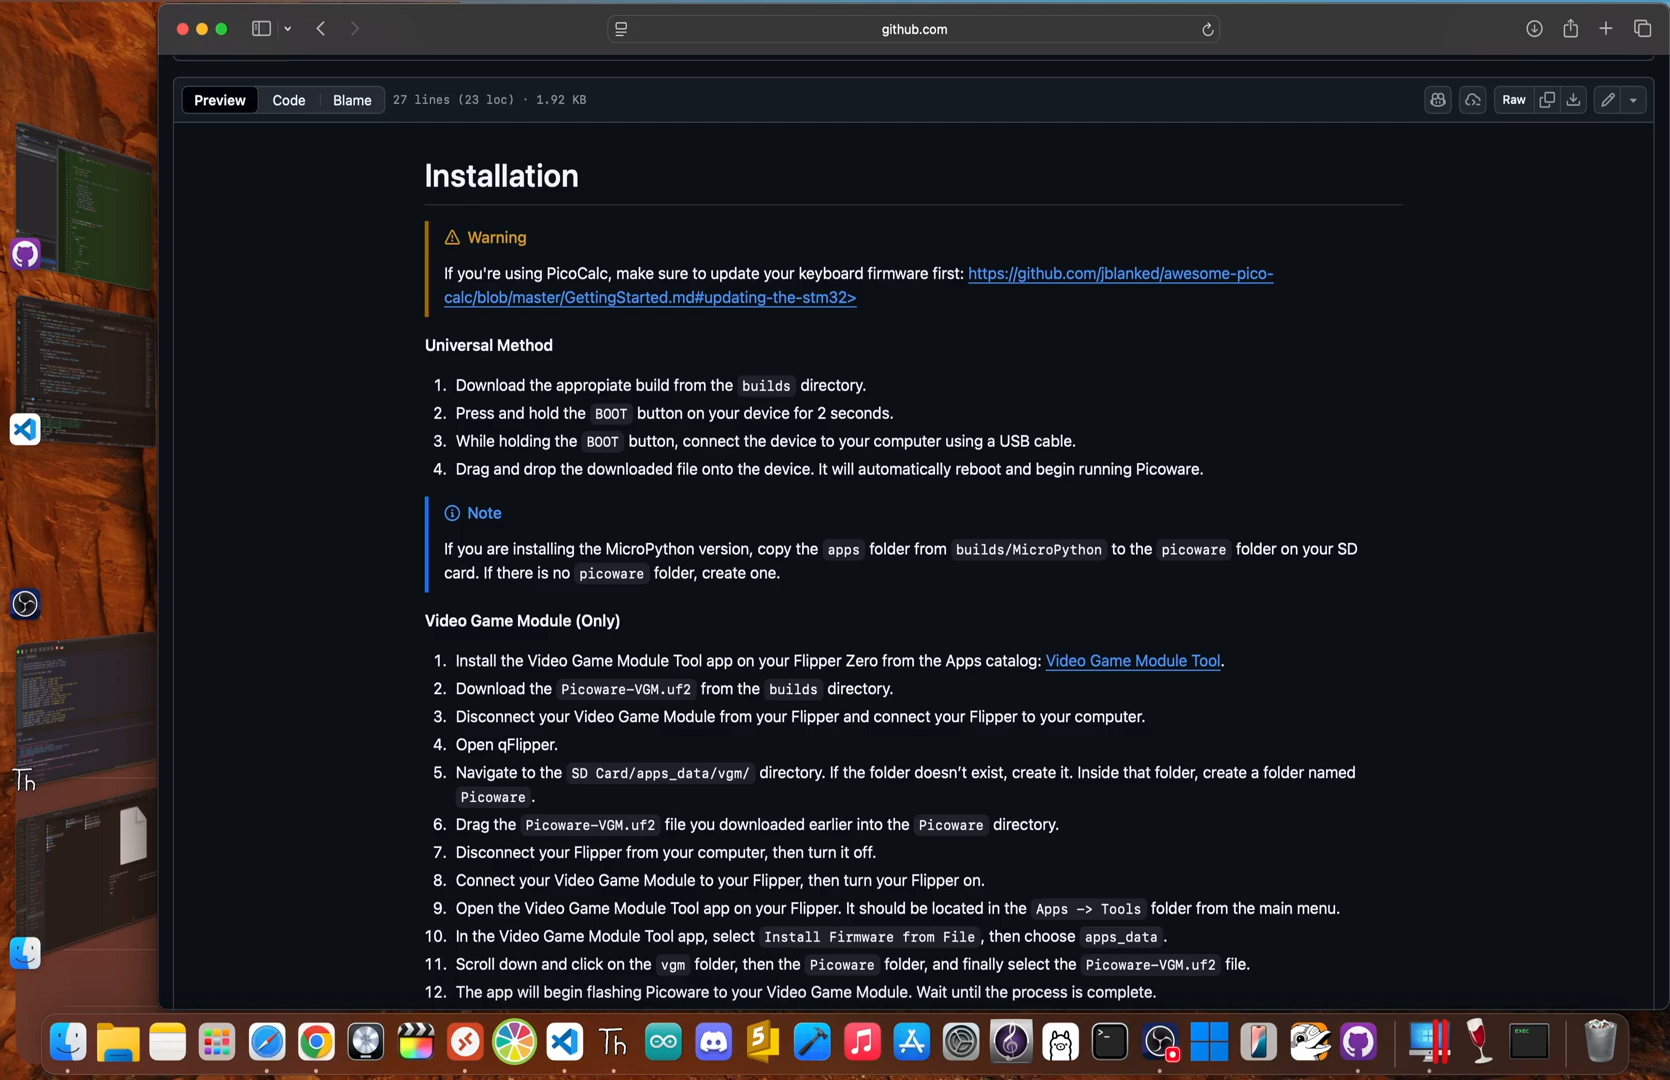 github.com
Preview Code Blame 27 lines (23 loc) · 1.92 KB Raw
Installation
Warning
If you're using PicoCalc, make sure to update your keyboard firmware first: https://github.com/jblanked/awesome-pico-
calc/blob/master/GettingStarted.md#updating-the-stm32>
Universal Method
1. Download the appropiate build from the builds directory.
2. Press and hold the BOOT button on your device for 2 seconds.
3. While holding the BOOT button, connect the device to your computer using a USB cable.
4. Drag and drop the downloaded file onto the device. It will automatically reboot and begin running Picoware.
Note
If you are installing the MicroPython version, copy the apps folder from builds/MicroPython to the picoware folder on your SD
card. If there is no picoware folder, create one.
Video Game Module (Only)
1. Install the Video Game Module Tool app on your Flipper Zero from the Apps catalog: Video Game Module Tool.
2. Download the Picoware-VGM.uf2 from the builds directory.
3. Disconnect your Video Game Module from your Flipper and connect your Flipper to your computer.
4. Open qFlipper.
5. Navigate to the SD Card/apps_data/vgm/ directory. If the folder doesn’t exist, create it. Inside that folder, create a folder named
Picoware.
6. Drag the Picoware-VGM.uf2 file you downloaded earlier into the Picoware directory.
7. Disconnect your Flipper from your computer, then turn it off.
8. Connect your Video Game Module to your Flipper, then turn your Flipper on.
9. Open the Video Game Module Tool app on your Flipper. It should be located in the Apps -> Tools folder from the main menu.
10. In the Video Game Module Tool app, select Install Firmware from File, then choose apps_data.
11. Scroll down and click on the vgm folder, then the Picoware folder, and finally select the Picoware-VGM.uf2 file.
12. The app will begin flashing Picoware to your Video Game Module. Wait until the process is complete.
Th
Th
5
exec